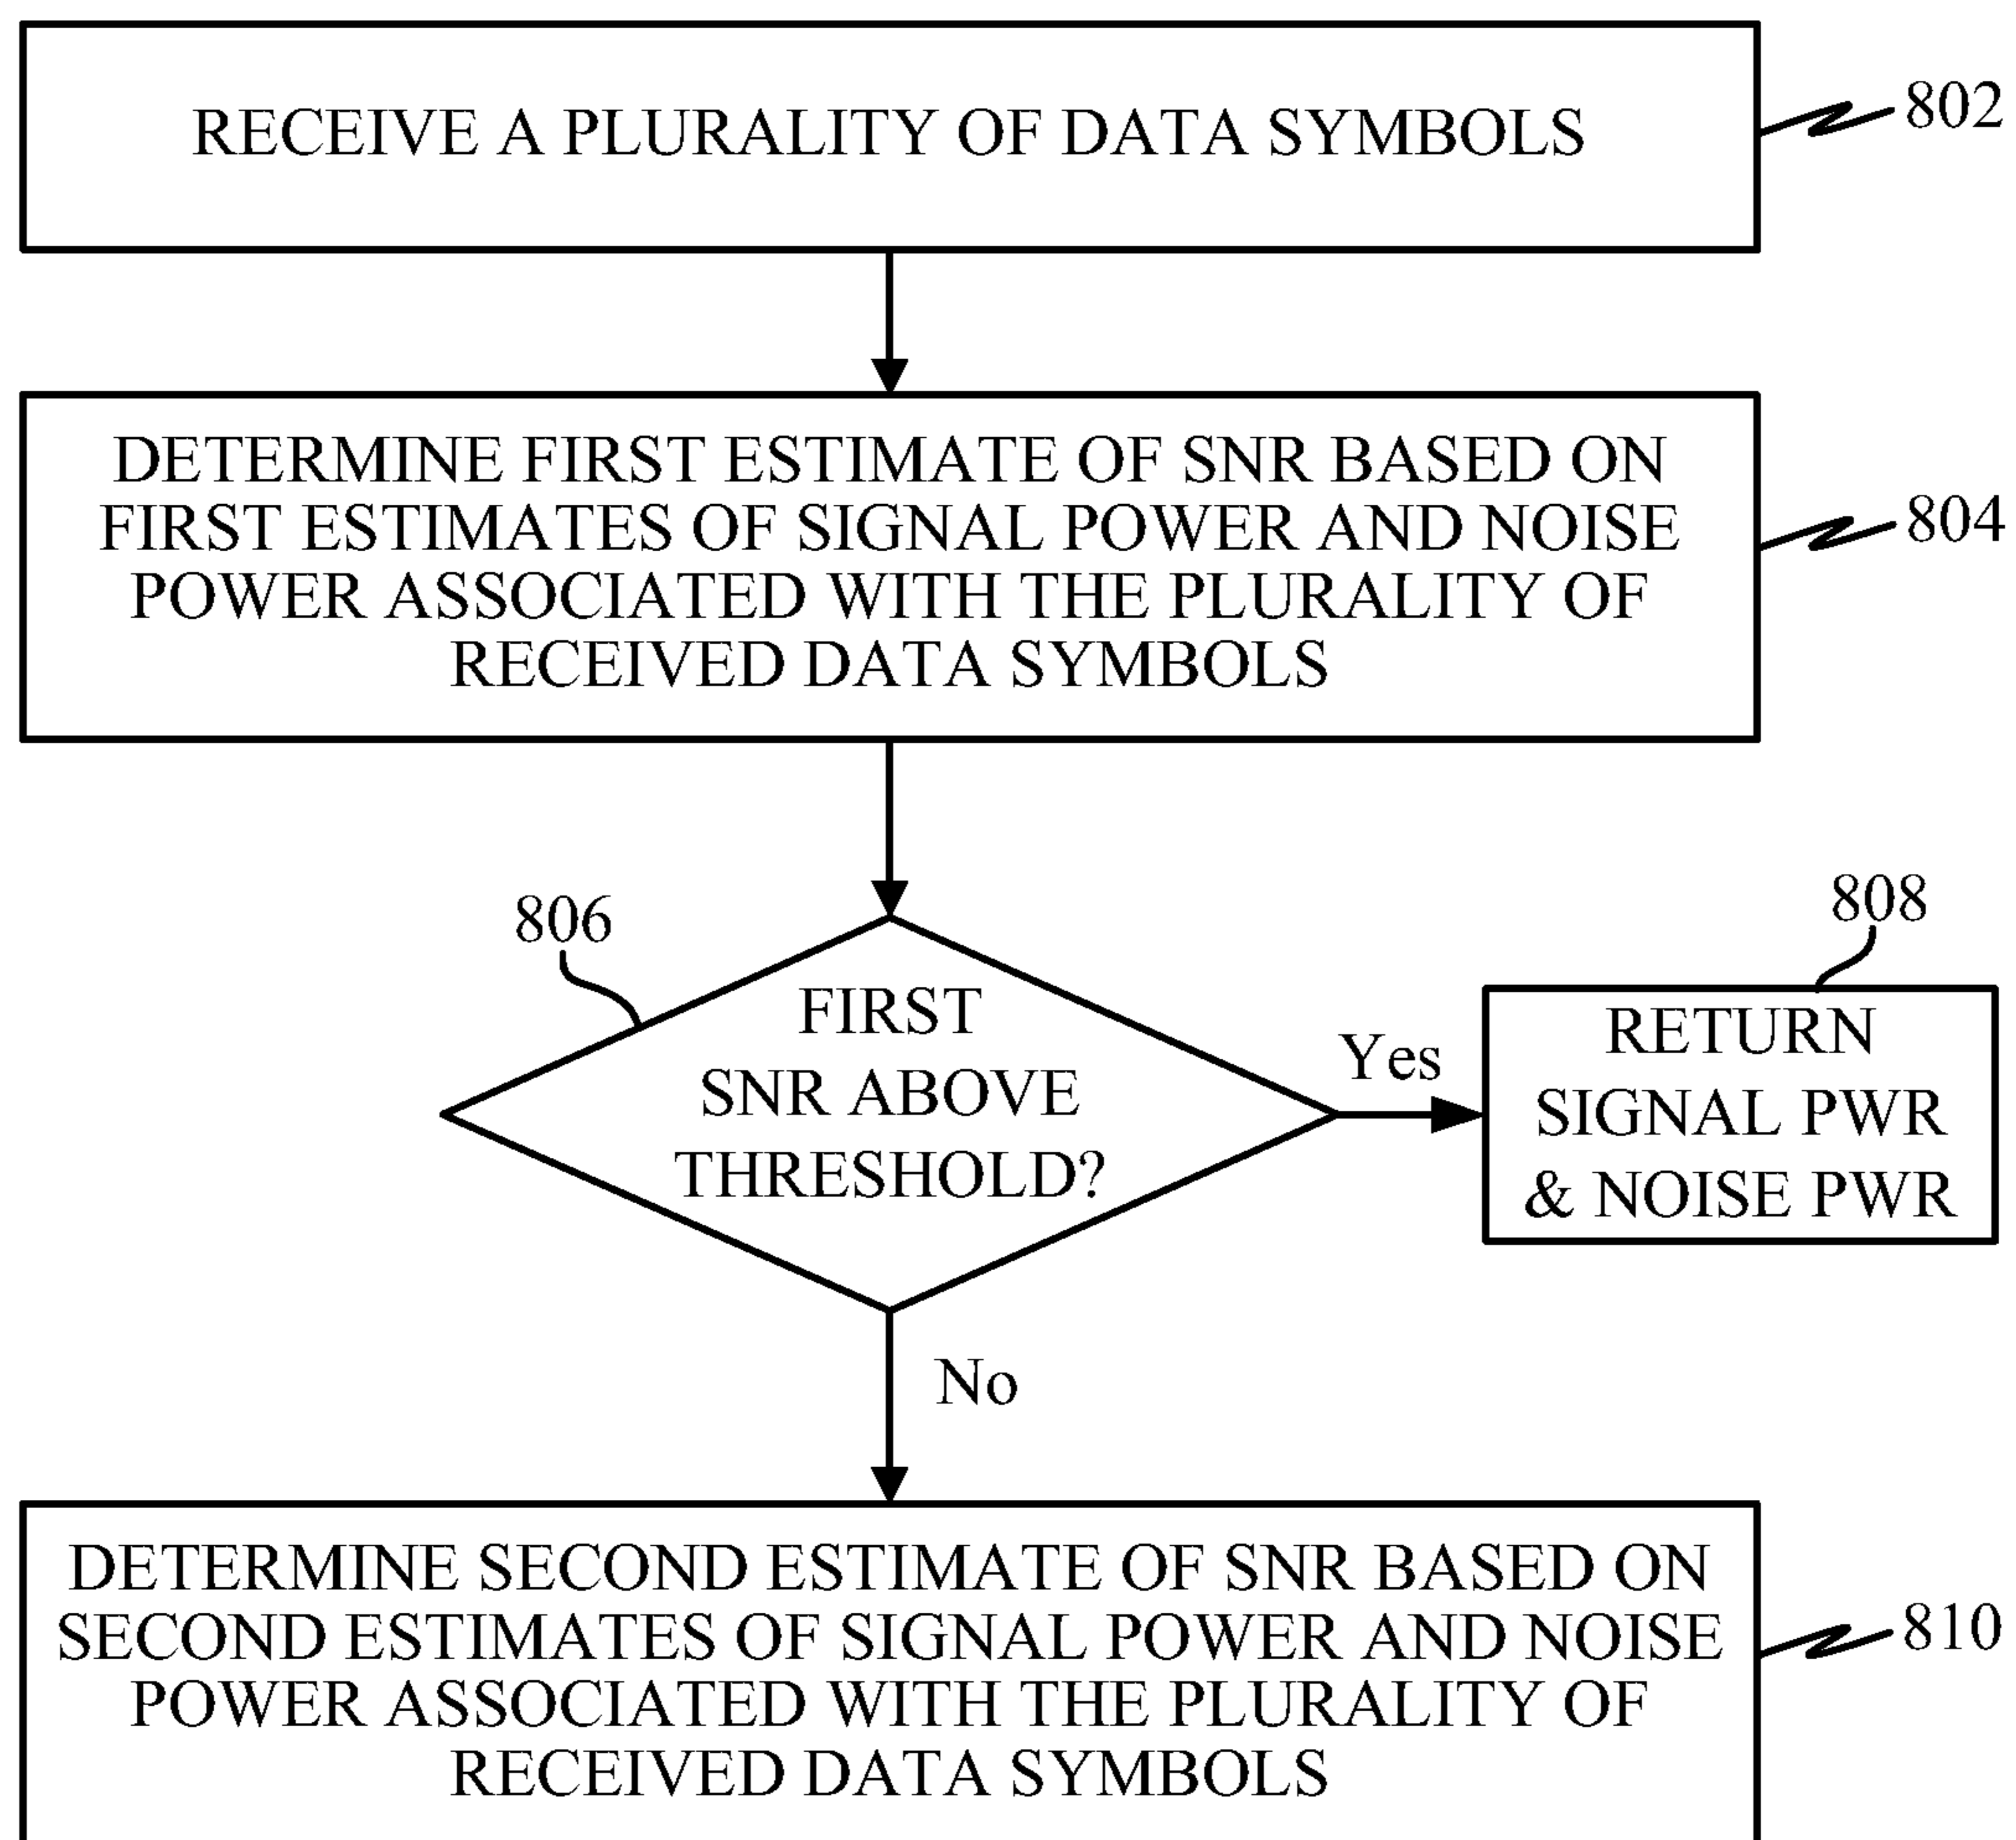 RECEIVE A PLURALITY OF DATA SYMBOLS
802
DETERMINE FIRST ESTIMATE OF SNR BASED ON
FIRST ESTIMATES OF SIGNAL POWER AND NOISE
POWER ASSOCIATED WITH THE PLURALITY OF
RECEIVED DATA SYMBOLS
804
806
FIRST
SNR ABOVE
THRESHOLD?
Yes
808
RETURN
SIGNAL PWR
& NOISE PWR
No
DETERMINE SECOND ESTIMATE OF SNR BASED ON
SECOND ESTIMATES OF SIGNAL POWER AND NOISE
POWER ASSOCIATED WITH THE PLURALITY OF
RECEIVED DATA SYMBOLS
810